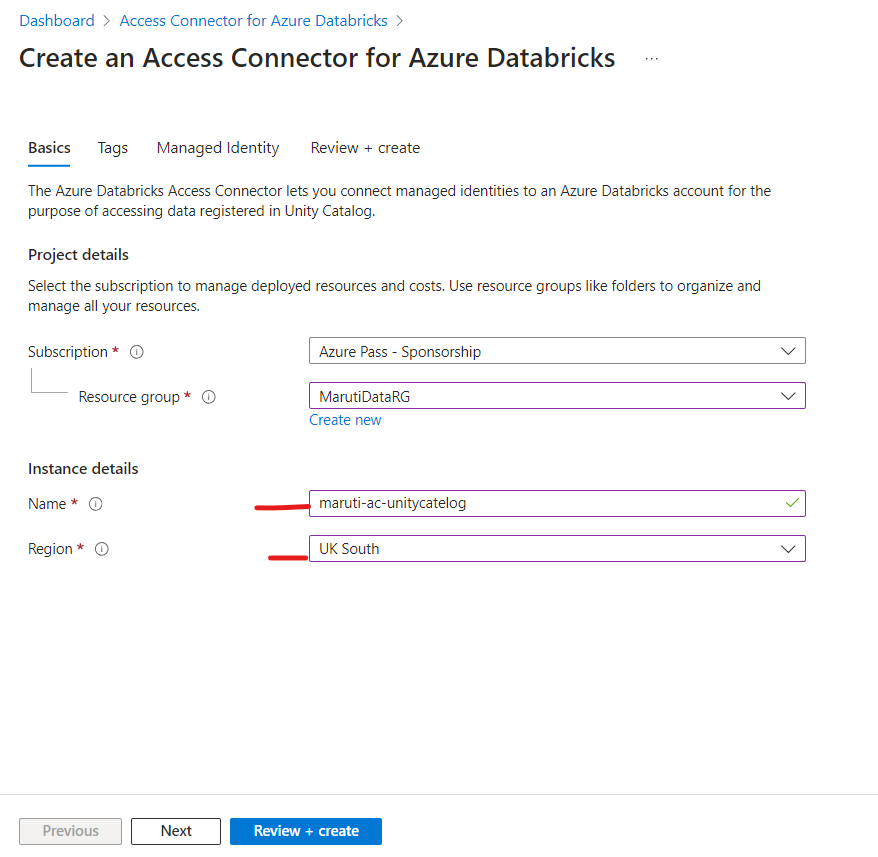 Dashboard > Access Connector for Azure Databricks >
Create an Access Connector for Azure Databricks ...
Basics Tags Managed Identity Review + create
The Azure Databricks Access Connector lets you connect managed identities to an Azure Databricks account for the
purpose of accessing data registered in Unity Catalog.
Project details
Select the subscription to manage deployed resources and costs. Use resource groups like folders to organize and
manage all your resources.
Subscription * Azure Pass - Sponsorship
Resource group * MarutiDataRG
Create new
Instance details
Name * maruti-ac-unitycatelog
Region * UK South
Previous Next Review + create